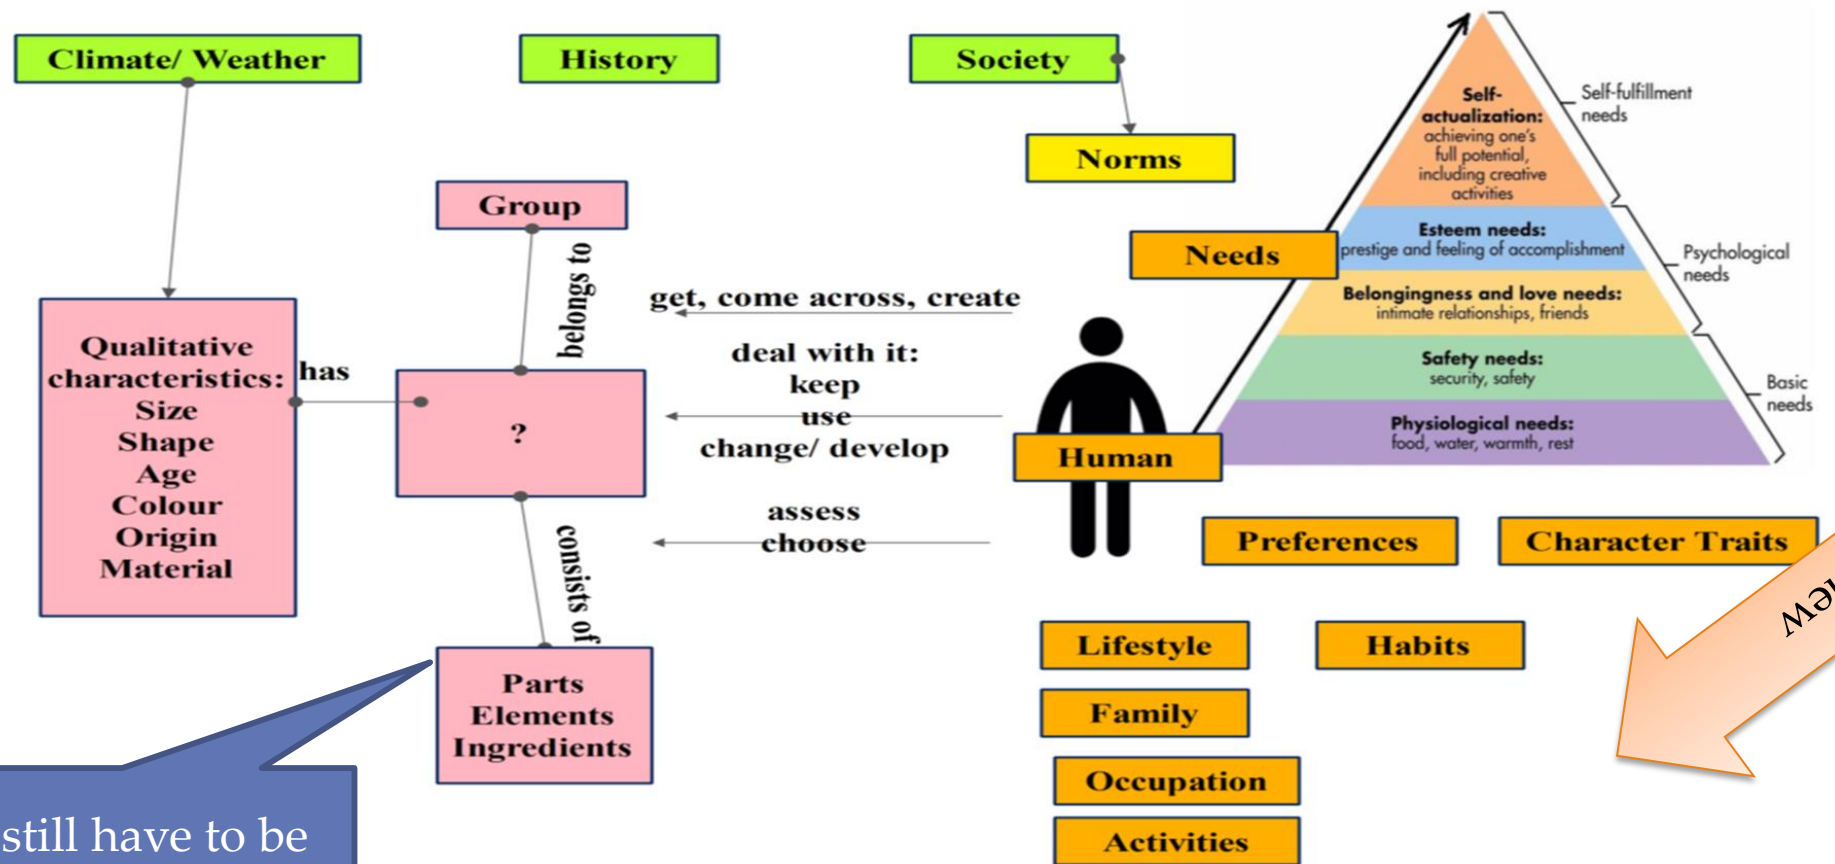 Climate/ Weather
History
Society
Norms
Group
belongs to
Qualitative
characteristics:
Size
Shape
Age
Colour
Origin
Material
has
?
consists of
Parts
Elements
Ingredients
get, come across, create
deal with it:
keep
use
change/ develop
assess
choose
Human
Needs
Self-
actualization:
achieving one's
full potential,
including creative
activities
Esteem needs:
prestige and feeling of accomplishment
Belongingness and love needs:
intimate relationships, friends
Safety needs:
security, safety
Physiological needs:
food, water, warmth, rest
Self-fulfillment
needs
Psychological
needs
Basic
needs
Preferences
Character Traits
Lifestyle
Habits
Family
Occupation
Activities
still have to be